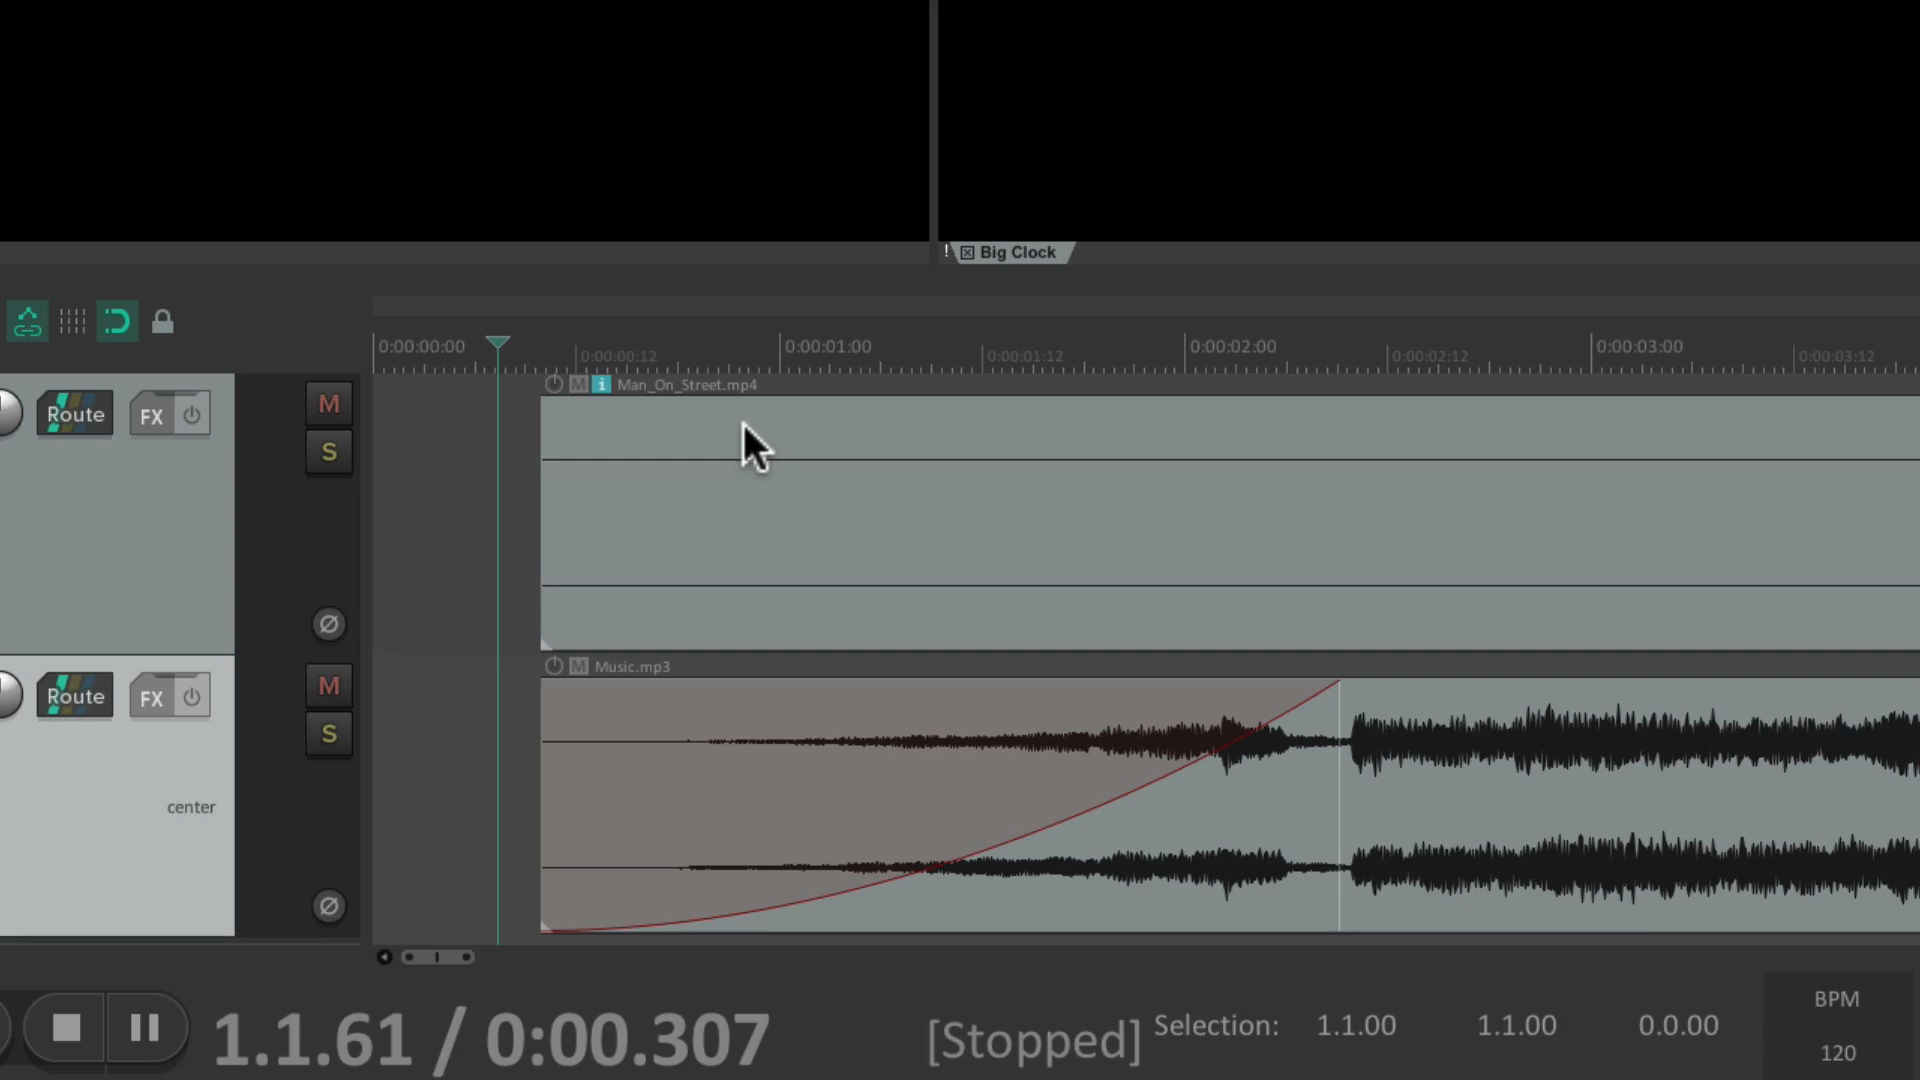 ! Big Clock
0:00:00:00 0:00:00:12 0:00:01:00 0:00:01:12 0:00:02:00 0:00:02:12 0:00:03:00 0:00:03:12
M i Man_On_Street.mp4
Route FX M
S
Ø
M Music.mp3
Route FX M
S
center
Ø
1.1.61 / 0:00.307 [Stopped] Selection: 1.1.00 1.1.00 0.0.00
BPM
120